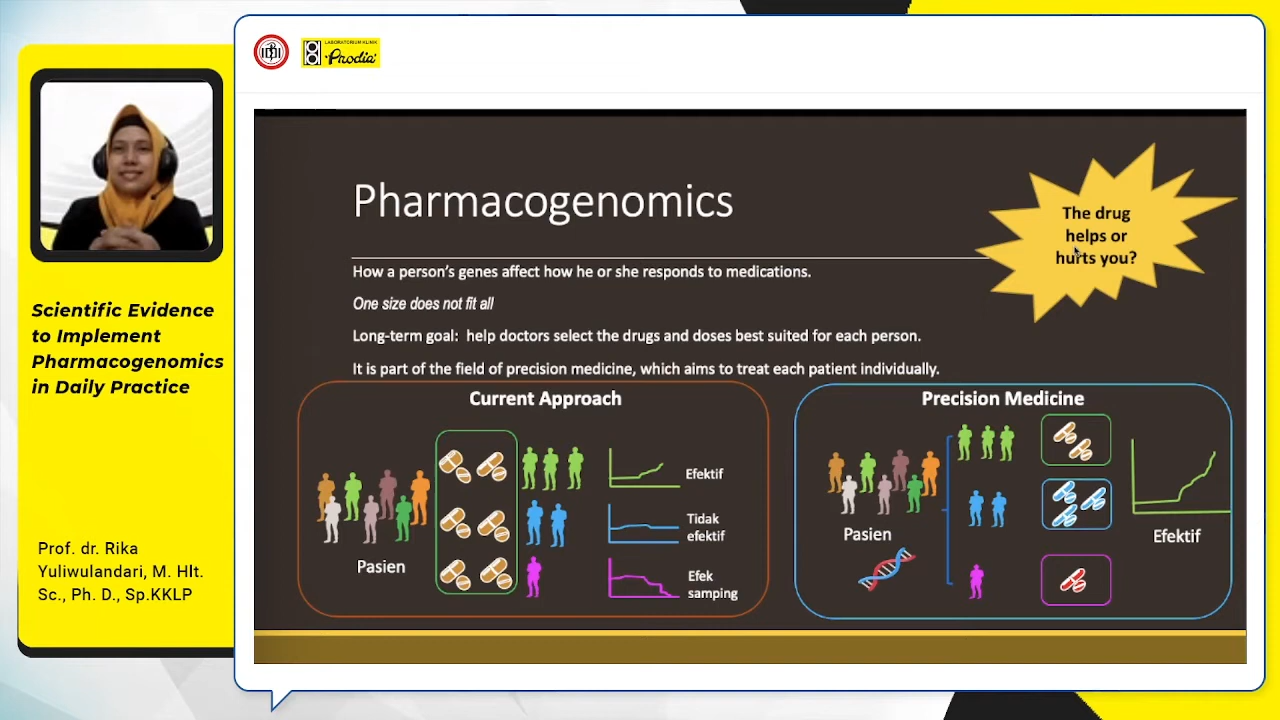 LABORATORIUM KLINIK
Prodia
Scientific Evidence
to Implement
Pharmacogenomics
in Daily Practice
Prof. dr. Rika
Yuliwulandari, M. Hlt.
Sc., Ph. D., Sp.KKLP
Pharmacogenomics
The drug
helps or
hurts you?
How a person's genes affect how he or she responds to medications.
One size does not fit all
Long-term goal:  help doctors select the drugs and doses best suited for each person.
It is part of the field of precision medicine, which aims to treat each patient individually.
Current Approach
Pasien
Efektif
Tidak
efektif
Efek
samping
Precision Medicine
Pasien
Efektif